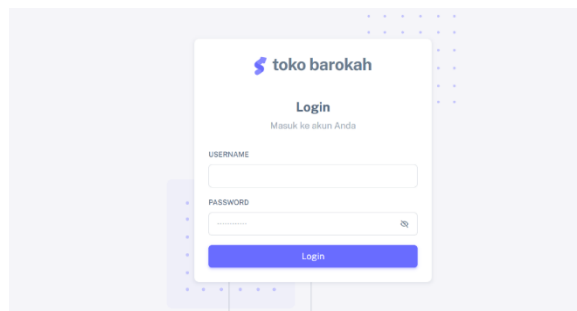 toko barokah
Login
Masuk ke akun Anda
USERNAME
PASSWORD
Login